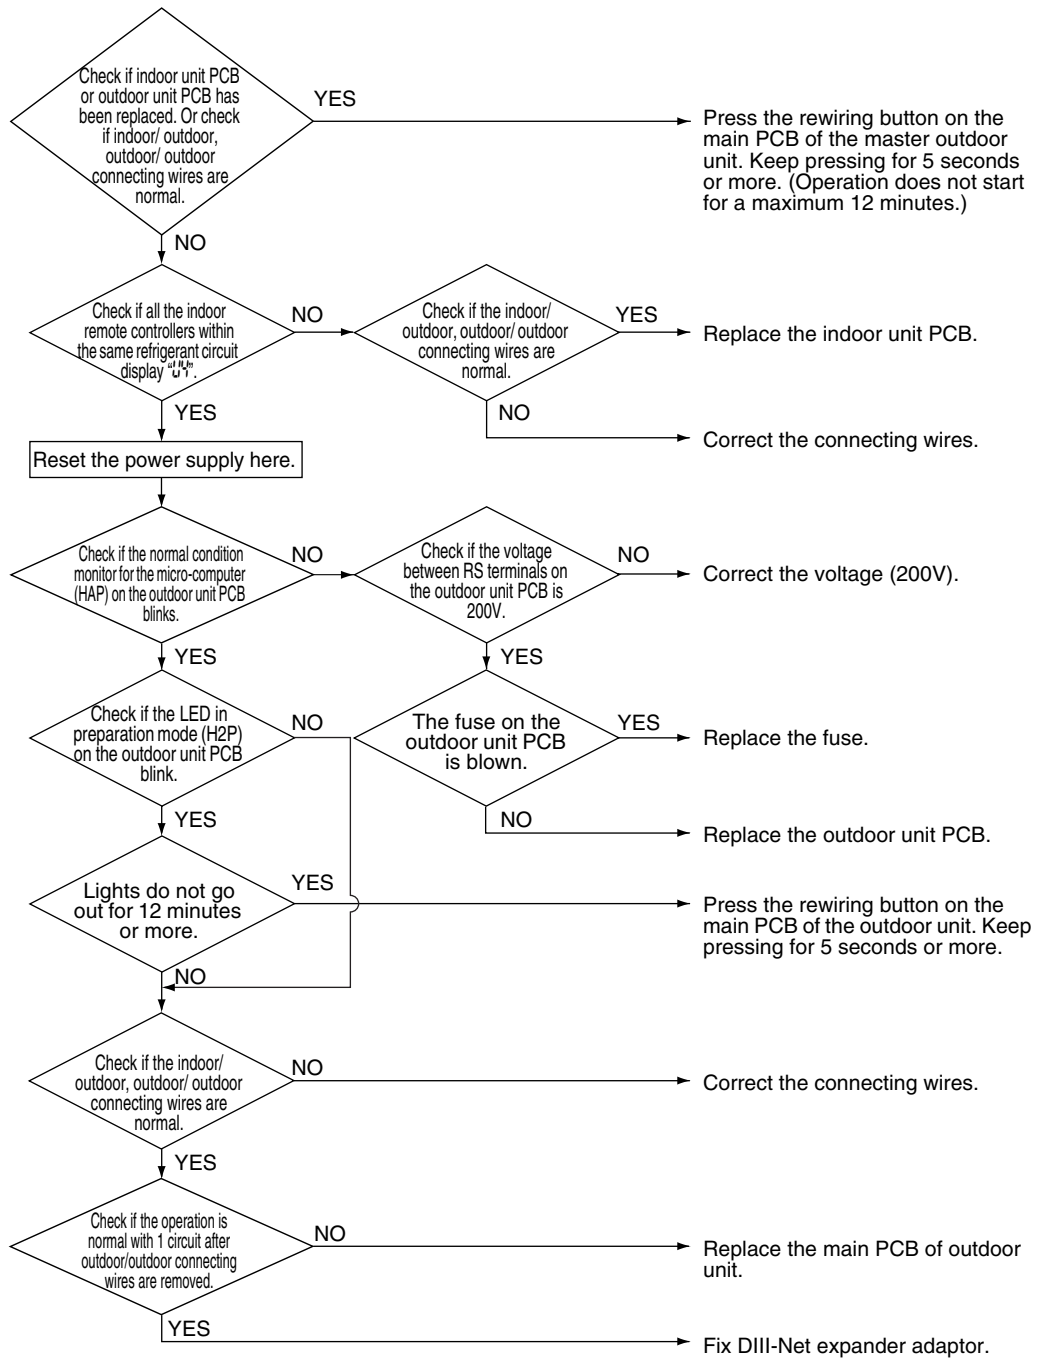 Check if indoor unit PCB
or outdoor unit PCB has
been replaced. Or check
if indoor/ outdoor,
outdoor/ outdoor
connecting wires are
normal.
YES
Press the rewiring button on the
main PCB of the master outdoor
unit. Keep pressing for 5 seconds
or more. (Operation does not start
for a maximum 12 minutes.)
NO
Check if all the indoor
remote controllers within
the same refrigerant circuit
display “U4”.
NO
Check if the indoor/
outdoor, outdoor/ outdoor
connecting wires are
normal.
YES
Replace the indoor unit PCB.
NO
Correct the connecting wires.
YES
Reset the power supply here.
Check if the normal condition
monitor for the micro-computer
(HAP) on the outdoor unit PCB
blinks.
NO
Check if the voltage
between RS terminals on
the outdoor unit PCB is
200V.
NO
Correct the voltage (200V).
YES
YES
Check if the LED in
preparation mode (H2P)
on the outdoor unit PCB
blink.
NO
The fuse on the
outdoor unit PCB
is blown.
YES
Replace the fuse.
NO
Replace the outdoor unit PCB.
YES
Lights do not go
out for 12 minutes
or more.
YES
Press the rewiring button on the
main PCB of the outdoor unit. Keep
pressing for 5 seconds or more.
NO
Check if the indoor/
outdoor, outdoor/ outdoor
connecting wires are
normal.
NO
Correct the connecting wires.
YES
Check if the operation is
normal with 1 circuit after
outdoor/outdoor connecting
wires are removed.
NO
Replace the main PCB of outdoor
unit.
YES
Fix DIII-Net expander adaptor.